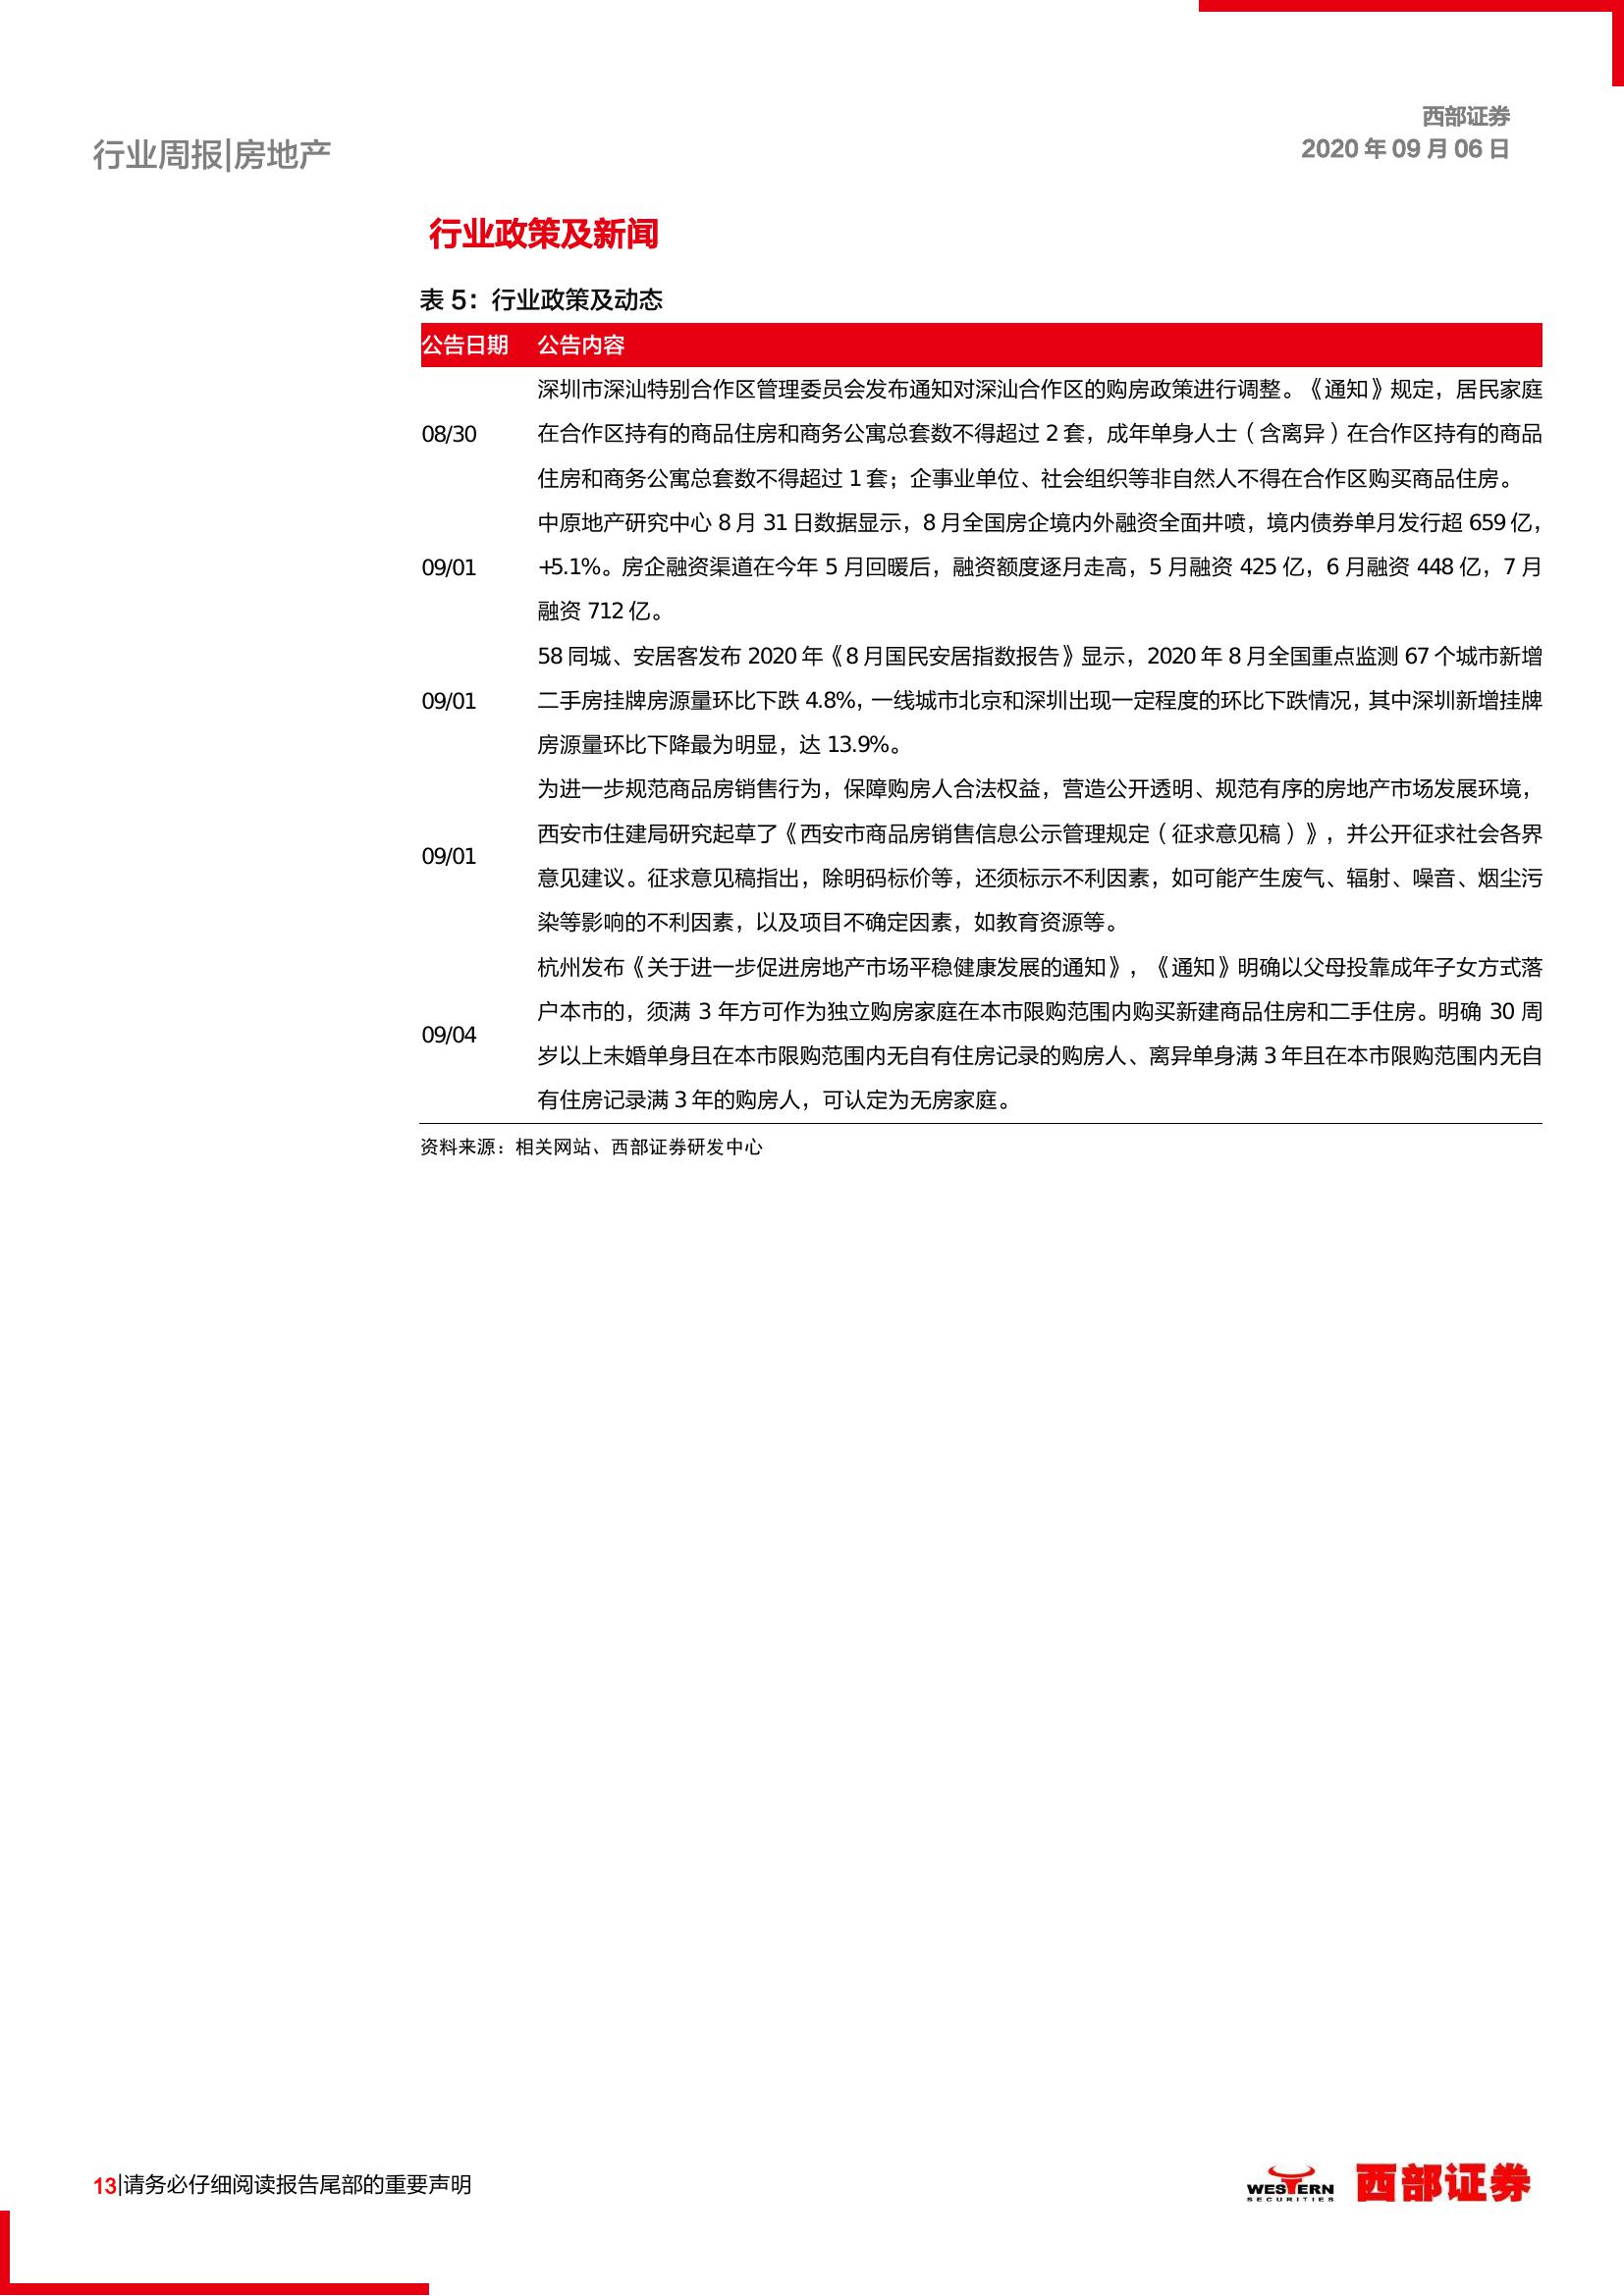 西部证券
2020 年 09 月 06 日
行业周报|房地产
行业政策及新闻
表 5：行业政策及动态
公告日期 公告内容
深圳市深汕特别合作区管理委员会发布通知对深汕合作区的购房政策进行调整。《通知》规定，居民家庭
08/30 在合作区持有的商品住房和商务公寓总套数不得超过 2 套，成年单身人士（含离异）在合作区持有的商品
住房和商务公寓总套数不得超过 1 套；企事业单位、社会组织等非自然人不得在合作区购买商品住房。
中原地产研究中心 8 月 31 日数据显示，8 月全国房企境内外融资全面井喷，境内债券单月发行超 659 亿，
09/01 +5.1%。房企融资渠道在今年 5 月回暖后，融资额度逐月走高，5 月融资 425 亿，6 月融资 448 亿，7 月
融资 712 亿。
58 同城、安居客发布 2020 年《8 月国民安居指数报告》显示，2020 年 8 月全国重点监测 67 个城市新增
09/01 二手房挂牌房源量环比下跌 4.8%，一线城市北京和深圳出现一定程度的环比下跌情况，其中深圳新增挂牌
房源量环比下降最为明显，达 13.9%。
为进一步规范商品房销售行为，保障购房人合法权益，营造公开透明、规范有序的房地产市场发展环境，
西安市住建局研究起草了《西安市商品房销售信息公示管理规定（征求意见稿）》，并公开征求社会各界
09/01
意见建议。征求意见稿指出，除明码标价等，还须标示不利因素，如可能产生废气、辐射、噪音、烟尘污
染等影响的不利因素，以及项目不确定因素，如教育资源等。
杭州发布《关于进一步促进房地产市场平稳健康发展的通知》，《通知》明确以父母投靠成年子女方式落
户本市的，须满 3 年方可作为独立购房家庭在本市限购范围内购买新建商品住房和二手住房。明确 30 周
09/04
岁以上未婚单身且在本市限购范围内无自有住房记录的购房人、离异单身满 3 年且在本市限购范围内无自
有住房记录满 3 年的购房人，可认定为无房家庭。
资料来源：相关网站、西部证券研发中心
13|请务必仔细阅读报告尾部的重要声明
WESTERN
SECURITIES
西部证券